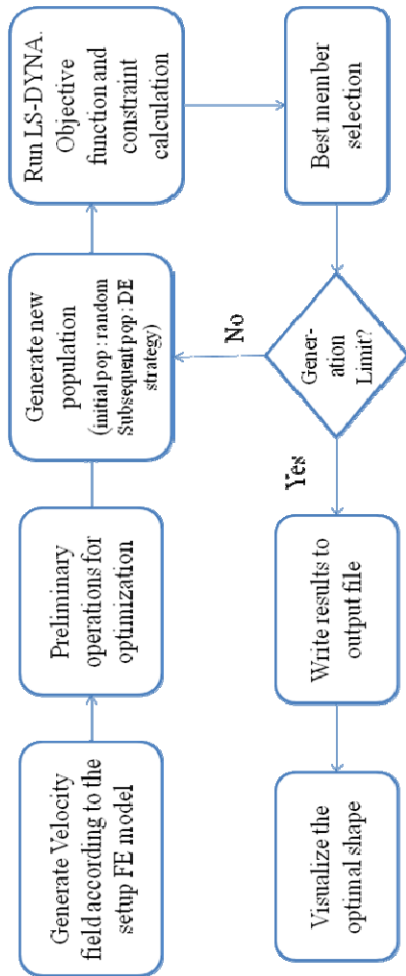 Generate Velocity
field according to the
setup FE model
Preliminary
operations for
optimization
Generate new
population
(initial pop : random
Subsequent pop : DE
strategy)
Run LS-DYNA.
Objective
function and
constraint
calculation
Best member
selection
Gener-
ation
Limit?
No
Yes
Write results to
output file
Visualize the
optimal shape